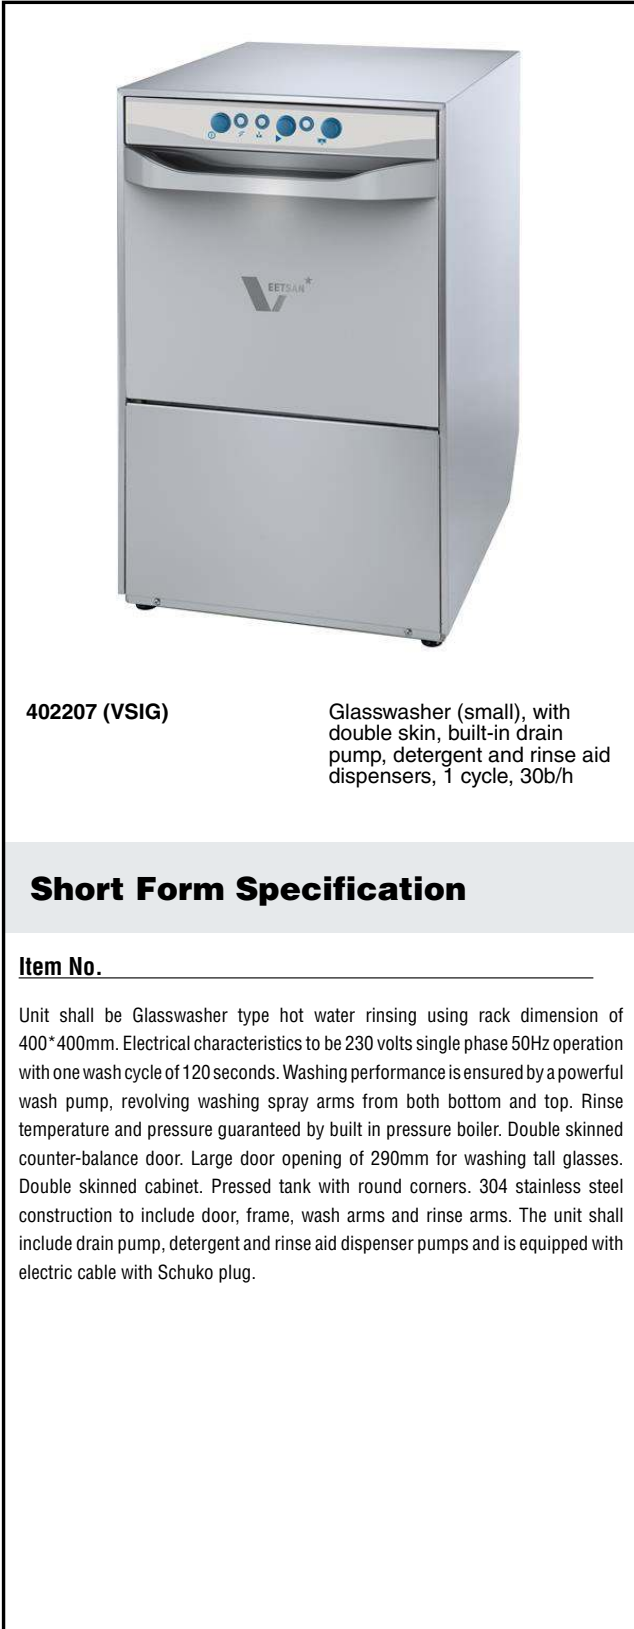 EETSAN
402207 (VSIG)
Glasswasher (small), with
double skin, built-in drain
pump, detergent and rinse aid
dispensers, 1 cycle, 30b/h
Short Form Specification
Item No.
Unit shall be Glasswasher type hot water rinsing using rack dimension of
400*400mm. Electrical characteristics to be 230 volts single phase 50Hz operation
with one wash cycle of 120 seconds. Washing performance is ensured by a powerful
wash pump, revolving washing spray arms from both bottom and top. Rinse
temperature and pressure guaranteed by built in pressure boiler. Double skinned
counter-balance door. Large door opening of 290mm for washing tall glasses.
Double skinned cabinet. Pressed tank with round corners. 304 stainless steel
construction to include door, frame, wash arms and rinse arms. The unit shall
include drain pump, detergent and rinse aid dispenser pumps and is equipped with
electric cable with Schuko plug.